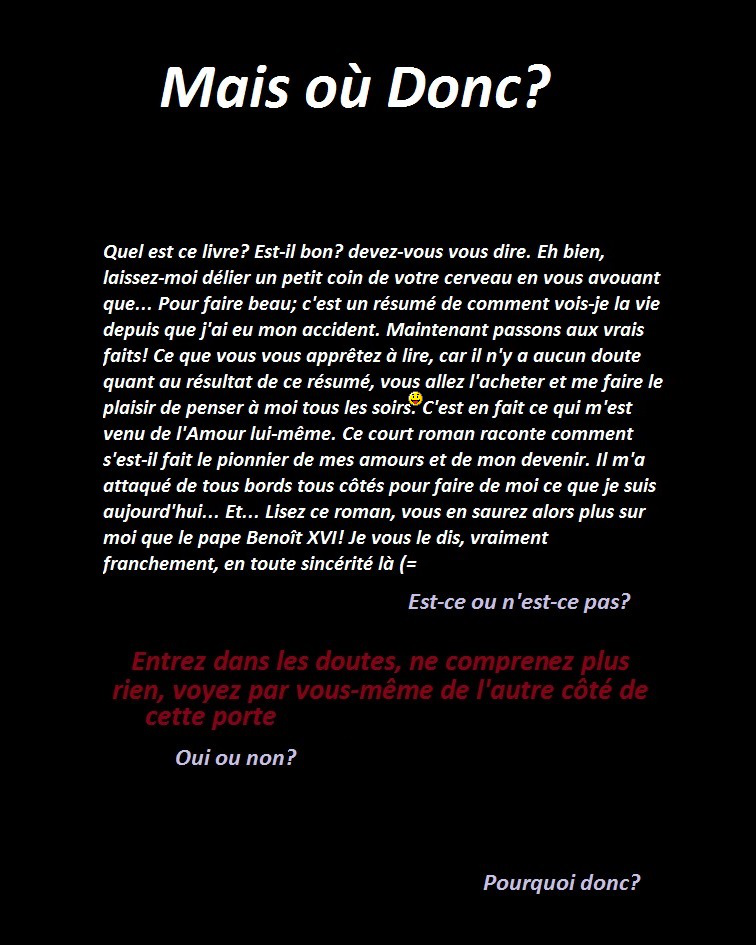 Mais où Donc?
Quel est ce livre? Est-il bon? devez-vous vous dire. Eh bien,
laissez-moi délier un petit coin de votre cerveau en vous avouant
que... Pour faire beau; c'est un résumé de comment vois-je la vie
depuis que j'ai eu mon accident. Maintenant passons aux vrais
faits! Ce que vous vous apprêtez à lire, car il n'y a aucun doute
quant au résultat de ce résumé, vous allez l'acheter et me faire le
plaisir de penser à moi tous les soirs. C'est en fait ce qui m'est
venu de l'Amour lui-même. Ce court roman raconte comment
s'est-il fait le pionnier de mes amours et de mon devenir. Il m'a
attaqué de tous bords tous côtés pour faire de moi ce que je suis
aujourd'hui... Et... Lisez ce roman, vous en saurez alors plus sur
moi que le pape Benoît XVI! Je vous le dis, vraiment
franchement, en toute sincérité là (=
Est-ce ou n'est-ce pas?
Entrez dans les doutes, ne comprenez plus
rien, voyez par vous-même de l'autre côté de
cette porte
Oui ou non?
Pourquoi donc?